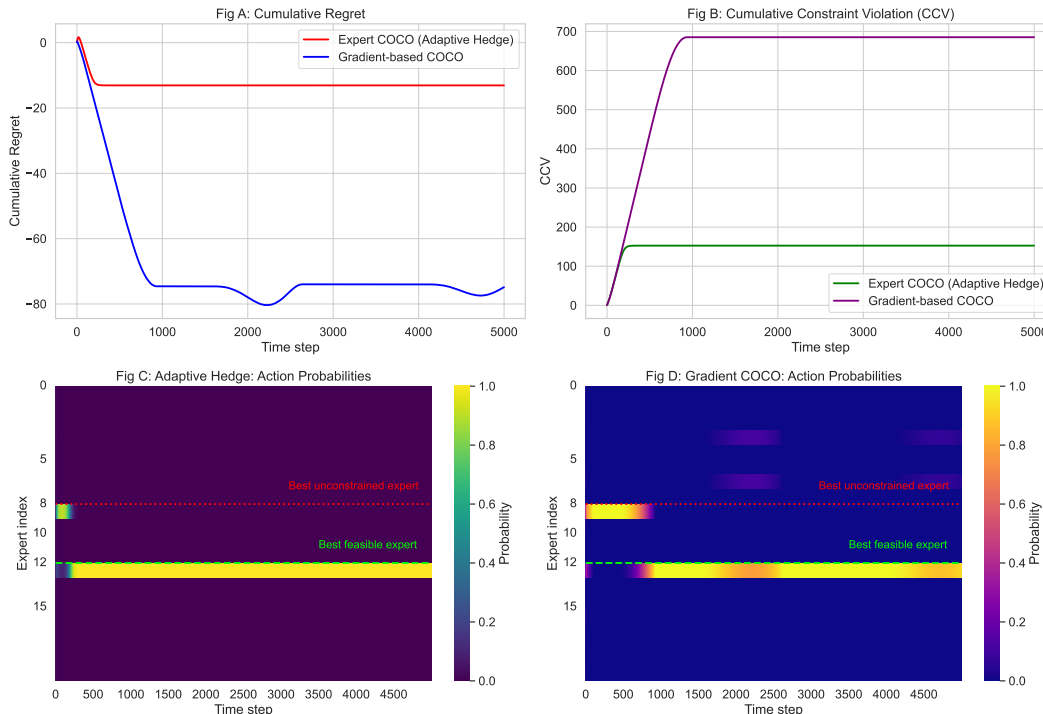 Fig A: Cumulative Regret
0
−20
−40
−60
−80
Cumulative Regret
Expert COCO (Adaptive Hedge)
Gradient-based COCO
0 1000 2000 3000 4000 5000
Time step
Fig B: Cumulative Constraint Violation (CCV)
700
600
500
400
300
200
100
0
CCV
Expert COCO (Adaptive Hedge)
Gradient-based COCO
0 1000 2000 3000 4000 5000
Time step
Fig C: Adaptive Hedge: Action Probabilities
0
5
8
10
12
15
Expert index
Best unconstrained expert
Best feasible expert
0 500 1000 1500 2000 2500 3000 3500 4000 4500
Time step
1.0
0.8
0.6
0.4
0.2
0.0
Probability
Fig D: Gradient COCO: Action Probabilities
0
5
8
10
12
15
Expert index
Best unconstrained expert
Best feasible expert
0 500 1000 1500 2000 2500 3000 3500 4000 4500
Time step
1.0
0.8
0.6
0.4
0.2
0.0
Probability